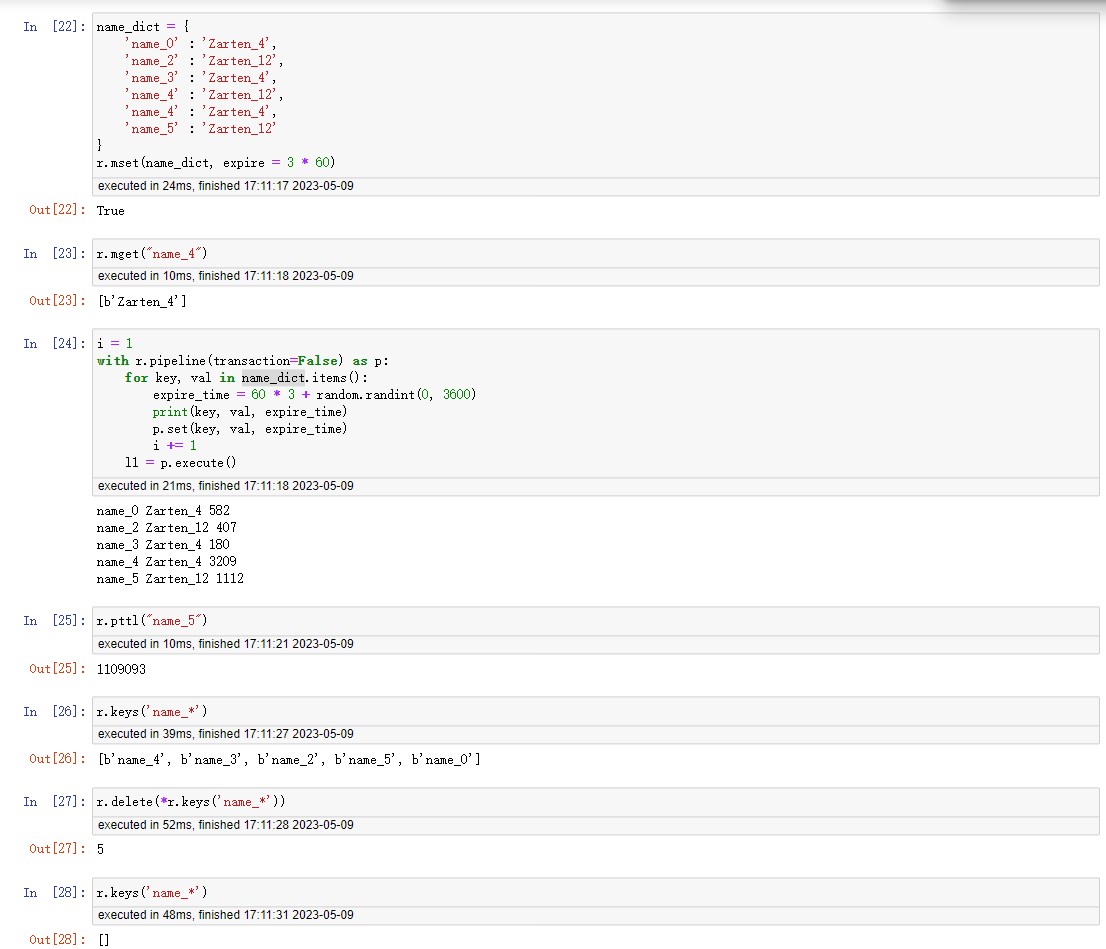 In [22]: name_dict = {
'name_0' : 'Zarten_4',
'name_2' : 'Zarten_12',
'name_3' : 'Zarten_4',
'name_4' : 'Zarten_12',
'name_4' : 'Zarten_4',
'name_5' : 'Zarten_12'
}
r.mset(name_dict, expire = 3 * 60)
executed in 24ms, finished 17:11:17 2023-05-09
Out[22]: True
In [23]: r.mget("name_4")
executed in 10ms, finished 17:11:18 2023-05-09
Out[23]: [b'Zarten_4']
In [24]: i = 1
with r.pipeline(transaction=False) as p:
for key, val in name_dict.items():
expire_time = 60 * 3 + random.randint(0, 3600)
print(key, val, expire_time)
p.set(key, val, expire_time)
i += 1
l1 = p.execute()
executed in 21ms, finished 17:11:18 2023-05-09
name_0 Zarten_4 582
name_2 Zarten_12 407
name_3 Zarten_4 180
name_4 Zarten_4 3209
name_5 Zarten_12 1112
In [25]: r.pttl("name_5")
executed in 10ms, finished 17:11:21 2023-05-09
Out[25]: 1109093
In [26]: r.keys('name_*')
executed in 39ms, finished 17:11:27 2023-05-09
Out[26]: [b'name_4', b'name_3', b'name_2', b'name_5', b'name_0']
In [27]: r.delete(*r.keys('name_*'))
executed in 52ms, finished 17:11:28 2023-05-09
Out[27]: 5
In [28]: r.keys('name_*')
executed in 48ms, finished 17:11:31 2023-05-09
Out[28]: []